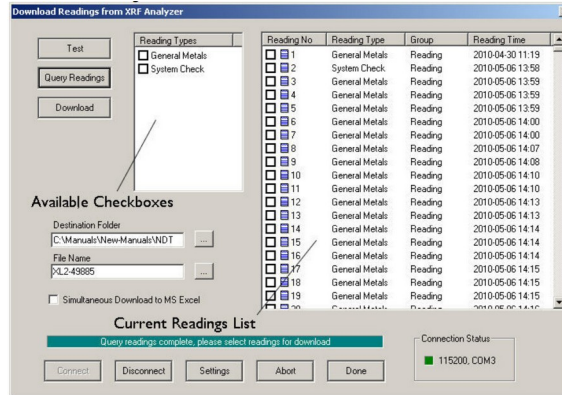 Download Readings from XRF Analyzer
Test
Query Readings
Download
Reading Types
General Metals
System Check
Available Checkboxes
Destination Folder
C:\Manuals\New-Manuals\NDT
...
File Name
XL2-49885
...
Simultaneous Download to MS Excel
Reading No Reading Type Group Reading Time
1 General Metals Reading 2010-04-30 11:19
2 System Check Reading 2010-05-06 13:58
3 General Metals Reading 2010-05-06 13:59
4 General Metals Reading 2010-05-06 13:59
5 General Metals Reading 2010-05-06 13:59
6 General Metals Reading 2010-05-06 14:00
7 General Metals Reading 2010-05-06 14:00
8 General Metals Reading 2010-05-06 14:07
9 General Metals Reading 2010-05-06 14:08
10 General Metals Reading 2010-05-06 14:10
11 General Metals Reading 2010-05-06 14:10
12 General Metals Reading 2010-05-06 14:13
13 General Metals Reading 2010-05-06 14:13
14 General Metals Reading 2010-05-06 14:14
15 General Metals Reading 2010-05-06 14:14
16 General Metals Reading 2010-05-06 14:14
17 General Metals Reading 2010-05-06 14:15
18 General Metals Reading 2010-05-06 14:15
19 General Metals Reading 2010-05-06 14:15
20 General Metals Reading 2010-05-06 14:16
Current Readings List
Query readings complete, please select readings for download
Connection Status
115200, COM3
Connect
Disconnect
Settings
Abort
Done